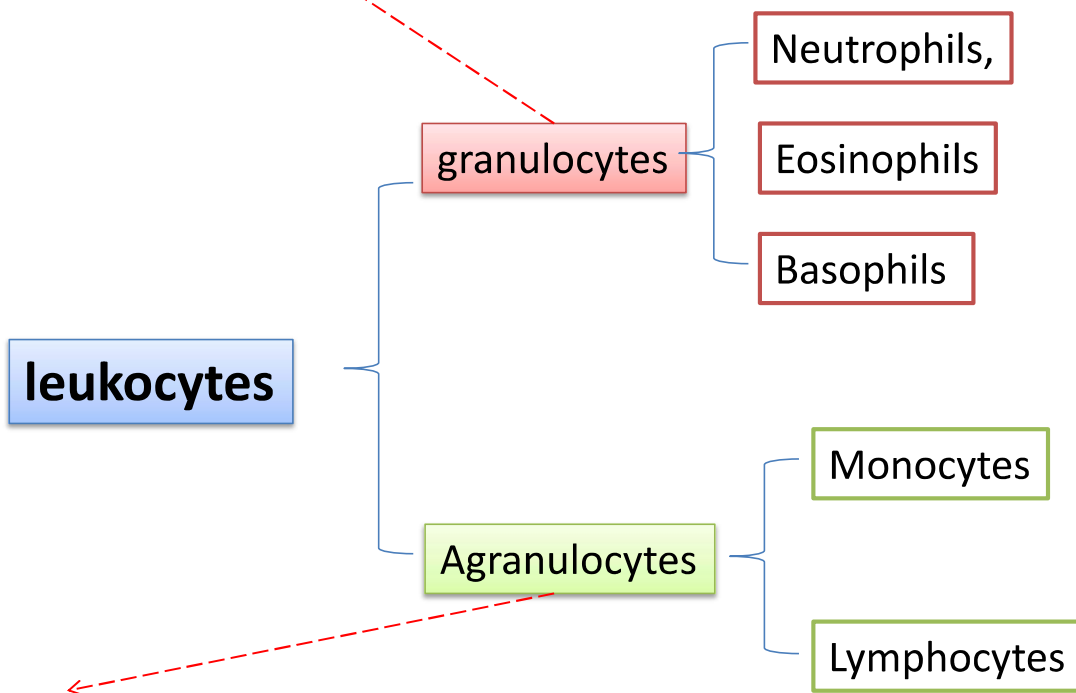 Neutrophils,
granulocytes
Eosinophils
Basophils
leukocytes
Monocytes
Agranulocytes
Lymphocytes